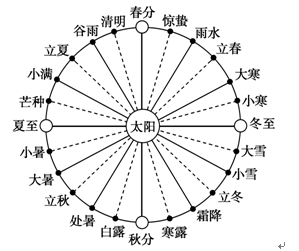 春分
清明
惊蛰
谷雨
雨水
立夏
立春
小满
大寒
芒种
小寒
夏至
太阳
冬至
小暑
大雪
大暑
小雪
立秋
立冬
处暑
霜降
白露
寒露
秋分